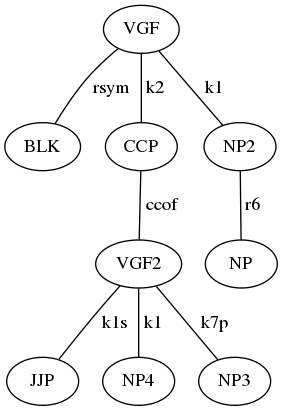 VGF
rsym k2 k1
BLK CCP NP2
ccof r6
VGF2 NP
k1s k1 k7p
JJP NP4 NP3